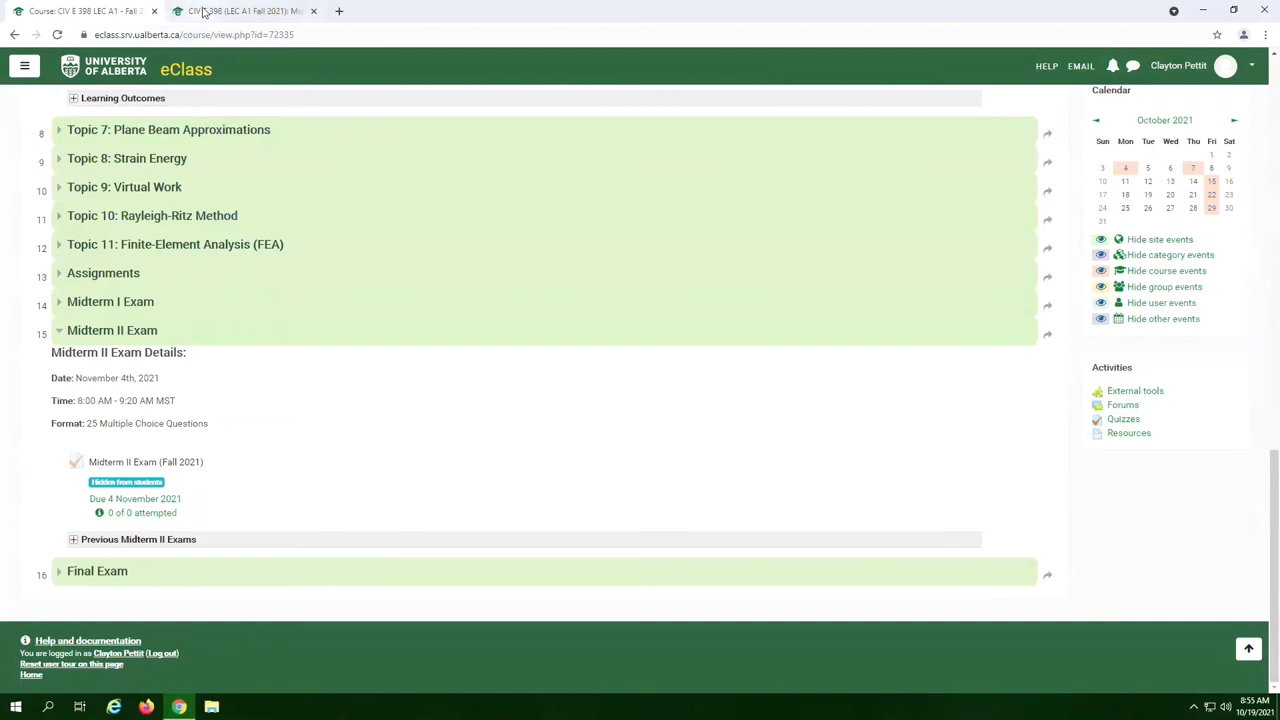 Course: CIV E 398 LEC A1 - Fall 2
CIV E 398 (LEC A1 Fall 2021): Mi
eclass.srv.ualberta.ca/course/view.php?id=72335
UNIVERSITY OF ALBERTA
eClass
HELP
EMAIL
Clayton Pettit
Learning Outcomes
8
Topic 7: Plane Beam Approximations
9
Topic 8: Strain Energy
10
Topic 9: Virtual Work
11
Topic 10: Rayleigh-Ritz Method
12
Topic 11: Finite-Element Analysis (FEA)
13
Assignments
14
Midterm I Exam
15
Midterm II Exam
Midterm II Exam Details:
Date: November 4th, 2021
Time: 8:00 AM - 9:20 AM MST
Format: 25 Multiple Choice Questions
Midterm II Exam (Fall 2021)
Hidden from students
Due 4 November 2021
0 of 0 attempted
Previous Midterm II Exams
16
Final Exam
Calendar
October 2021
Sun Mon Tue Wed Thu Fri Sat
1 2
3 4 5 6 7 8 9
10 11 12 13 14 15 16
17 18 19 20 21 22 23
24 25 26 27 28 29 30
31
Hide site events
Hide category events
Hide course events
Hide group events
Hide user events
Hide other events
Activities
External tools
Forums
Quizzes
Resources
Help and documentation
You are logged in as Clayton Pettit (Log out)
Reset user tour on this page
Home
8:55 AM
10/19/2021